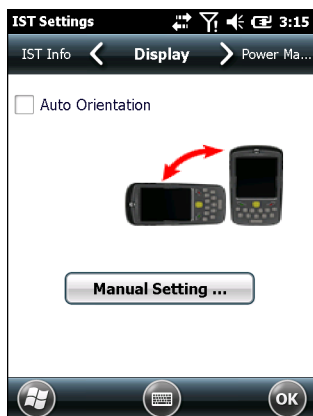 IST Settings 3:15
IST Info Display Power Ma...
Auto Orientation
Manual Setting ...
OK